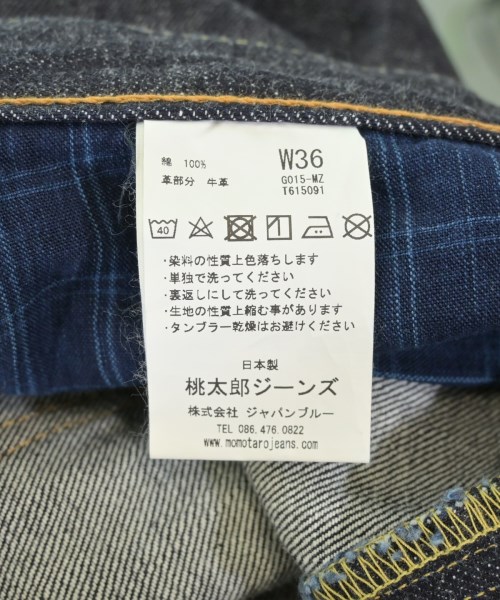 綿 100%
W36
革部分 牛革
G015-MZ
T615091
40
・染料の性質上色落ちします
・単独で洗ってください
・裏返しにして洗ってください
・生地の性質上縮む事があります
・タンブラー乾燥はお避けください
日本製
桃太郎ジーンズ
株式会社 ジャパンブルー
TEL 086.476.0822
www.momotarojeans.com